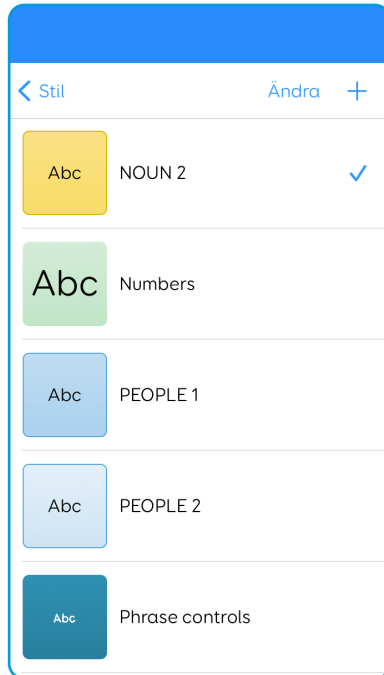 Stil Ändra +
Abc NOUN 2
Abc Numbers
Abc PEOPLE 1
Abc PEOPLE 2
Abc Phrase controls